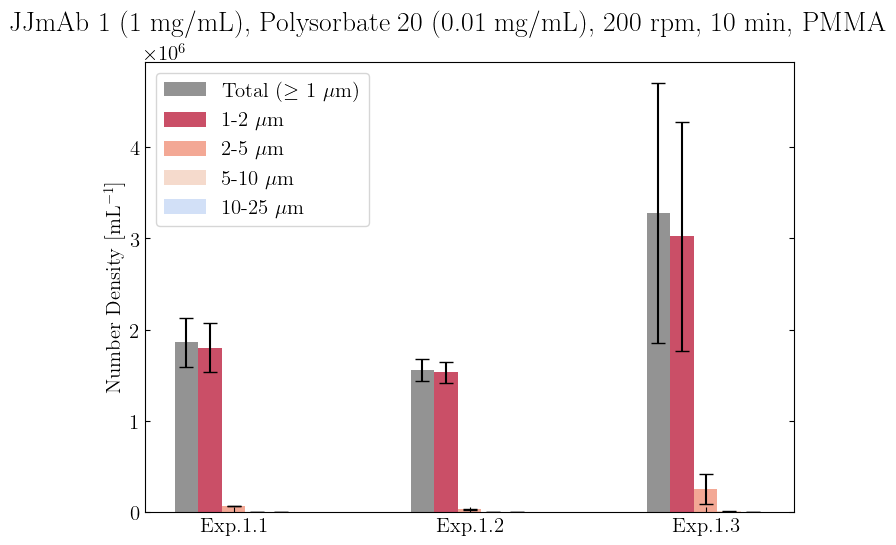 JJmAb 1 (1 mg/mL), Polysorbate 20 (0.01 mg/mL), 200 rpm, 10 min, PMMA
×10⁶
Total (≥ 1 μm)
1-2 μm
2-5 μm
5-10 μm
10-25 μm
Number Density [mL⁻¹]
4
3
2
1
0
Exp.1.1 Exp.1.2 Exp.1.3